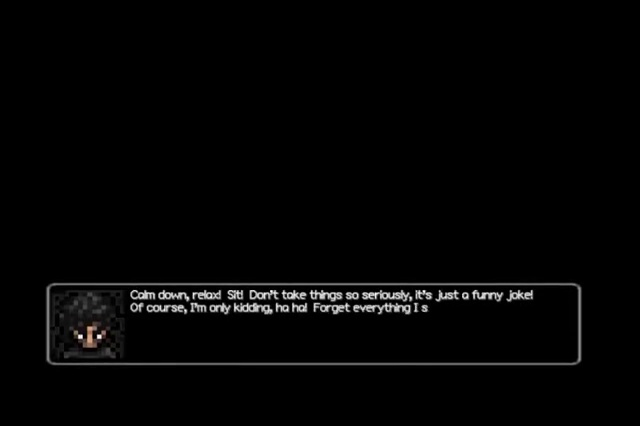 Calm down, relax! Sit! Don't take things so seriously, it's just a funny joke!
Of course, I'm only kidding, ha ha! Forget everything I s